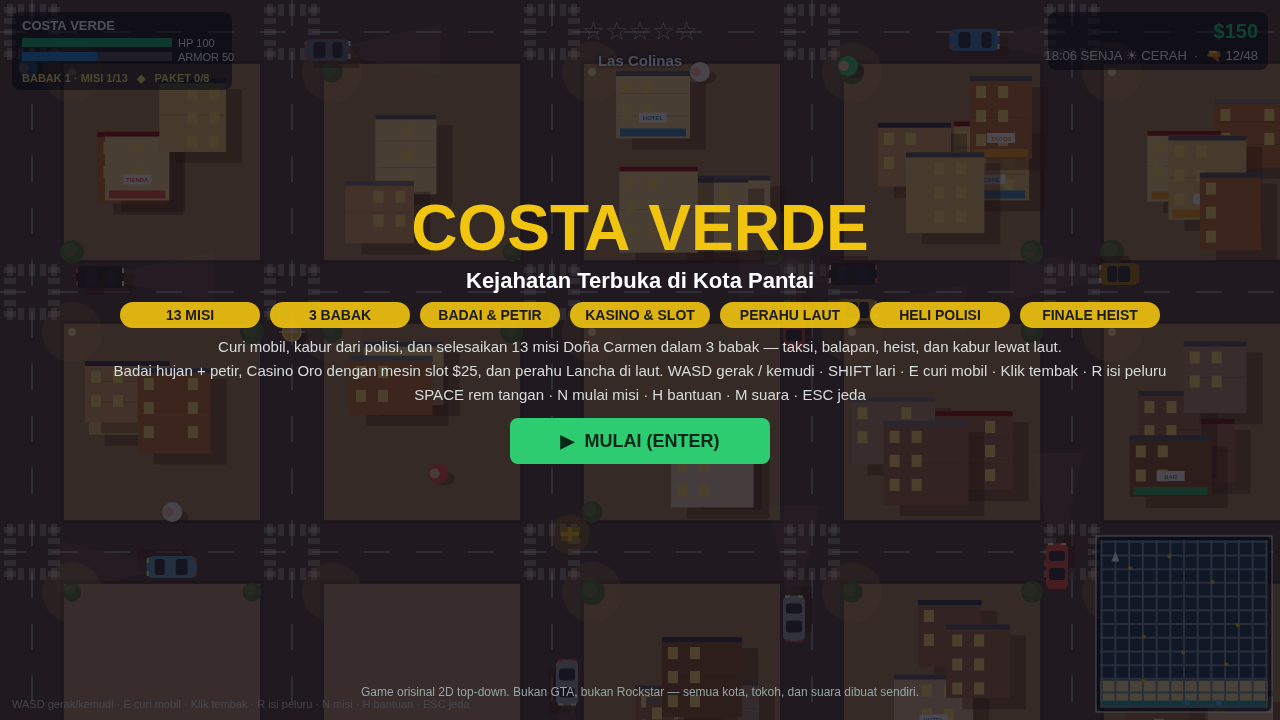 COSTA VERDE
HP 100
ARMOR 50
BABAK 1 · MISI 1/13 ◆ PAKET 0/8
☆☆☆☆☆
Las Colinas
$150
18:06 SENJA ☀ CERAH · 🔫 12/48
HOTEL
TACOS
TIENDA
CAFE
COSTA VERDE
Kejahatan Terbuka di Kota Pantai
13 MISI
3 BABAK
BADAI & PETIR
KASINO & SLOT
PERAHU LAUT
HELI POLISI
FINALE HEIST
Curi mobil, kabur dari polisi, dan selesaikan 13 misi Doña Carmen dalam 3 babak — taksi, balapan, heist, dan kabur lewat laut.
Badai hujan + petir, Casino Oro dengan mesin slot $25, dan perahu Lancha di laut. WASD gerak / kemudi · SHIFT lari · E curi mobil · Klik tembak · R isi peluru
SPACE rem tangan · N mulai misi · H bantuan · M suara · ESC jeda
▶ MULAI (ENTER)
BAR
Game orisinal 2D top-down. Bukan GTA, bukan Rockstar — semua kota, tokoh, dan suara dibuat sendiri.
WASD gerak/kemudi · E curi mobil · Klik tembak · R isi peluru · N misi · H bantuan · ESC jeda